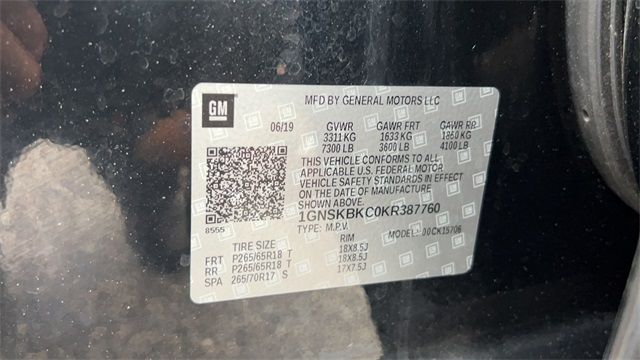 GM
MFD BY GENERAL MOTORS LLC
06/19 GVWR GAWR FRT GAWR RR
3311 KG 1633 KG 1860 KG
7300 LB 3600 LB 4100 LB
THIS VEHICLE CONFORMS TO ALL
APPLICABLE U.S. FEDERAL MOTOR
VEHICLE SAFETY STANDARDS IN EFFECT
ON THE DATE OF MANUFACTURE
SHOWN ABOVE.
1GNSKBKC0KR387760
8555
TYPE: M.P.V. MODEL: 00CK15706
TIRE SIZE RIM
FRT P265/65R18 T 18X8.5J
RR P265/65R18 T 18X8.5J
SPA 265/70R17 S 17X7.5J